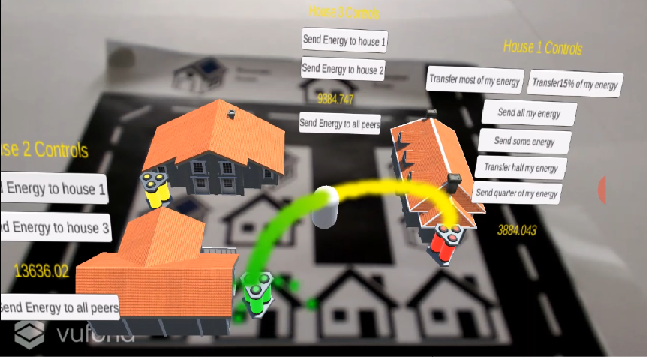 House 3 Controls
Send Energy to house 1
Send Energy to house 2
9384.747
Send Energy to all peers
House 1 Controls
Transfer most of my energy
Transfer15% of my energy
Send all my energy
Send some energy
Transfer half my energy
Send quarter of my energy
3884.043
se 2 Controls
d Energy to house 1
d Energy to house 3
13636.02
Send Energy to all peers
vuforia